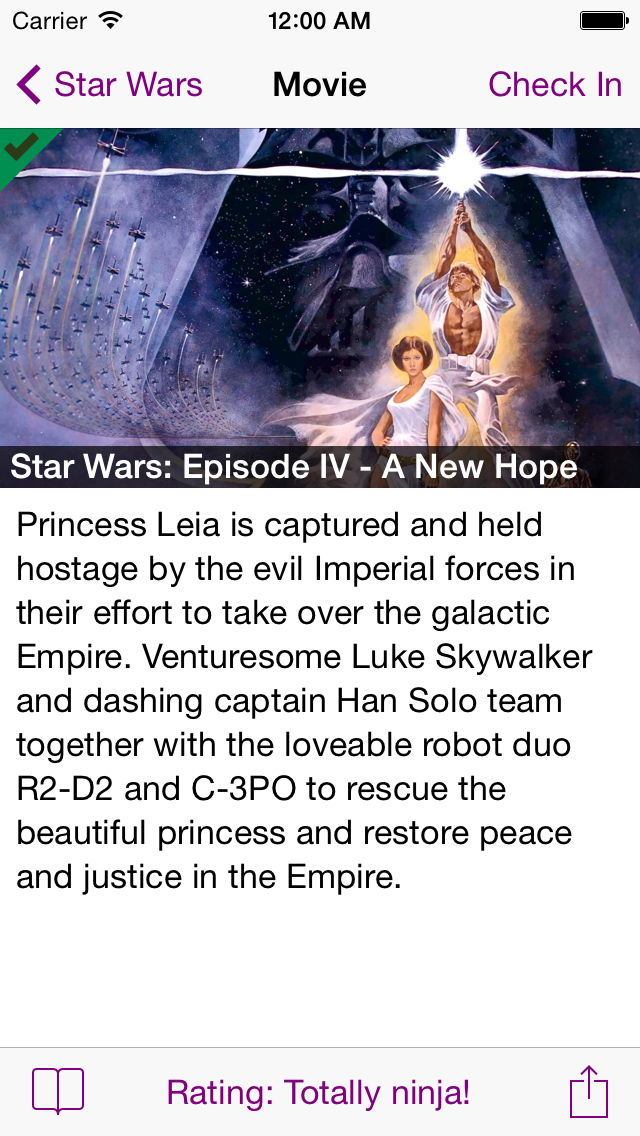 Carrier 12:00 AM
Star Wars Movie Check In
Star Wars: Episode IV - A New Hope
Princess Leia is captured and held
hostage by the evil Imperial forces in
their effort to take over the galactic
Empire. Venturesome Luke Skywalker
and dashing captain Han Solo team
together with the loveable robot duo
R2-D2 and C-3PO to rescue the
beautiful princess and restore peace
and justice in the Empire.
Rating: Totally ninja!